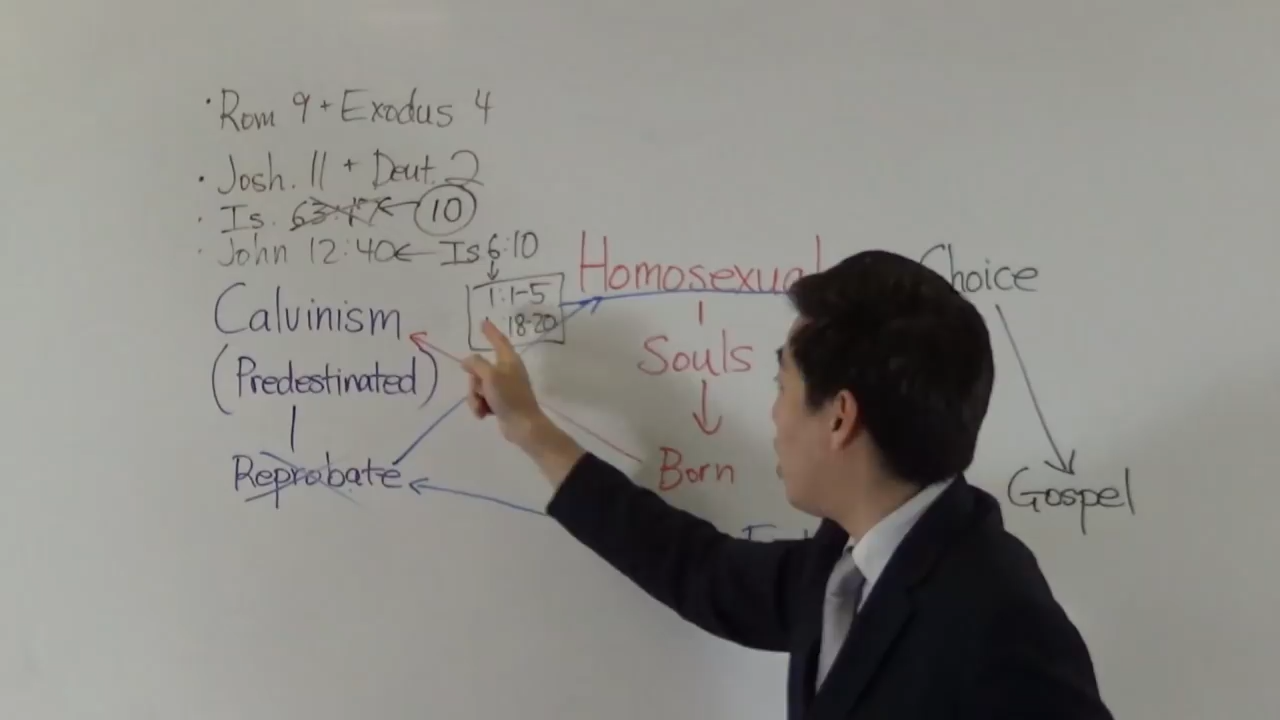 · Rom 9 + Exodus 4
· Josh. 11 + Deut. 2
· Is. 63:17 ← 10
· John 12:40 ← Is 6:10
1:1-5
18-20
Calvinism
(Predestinated)
Reprobate
Homosexual
Souls
Born
Choice
Gospel